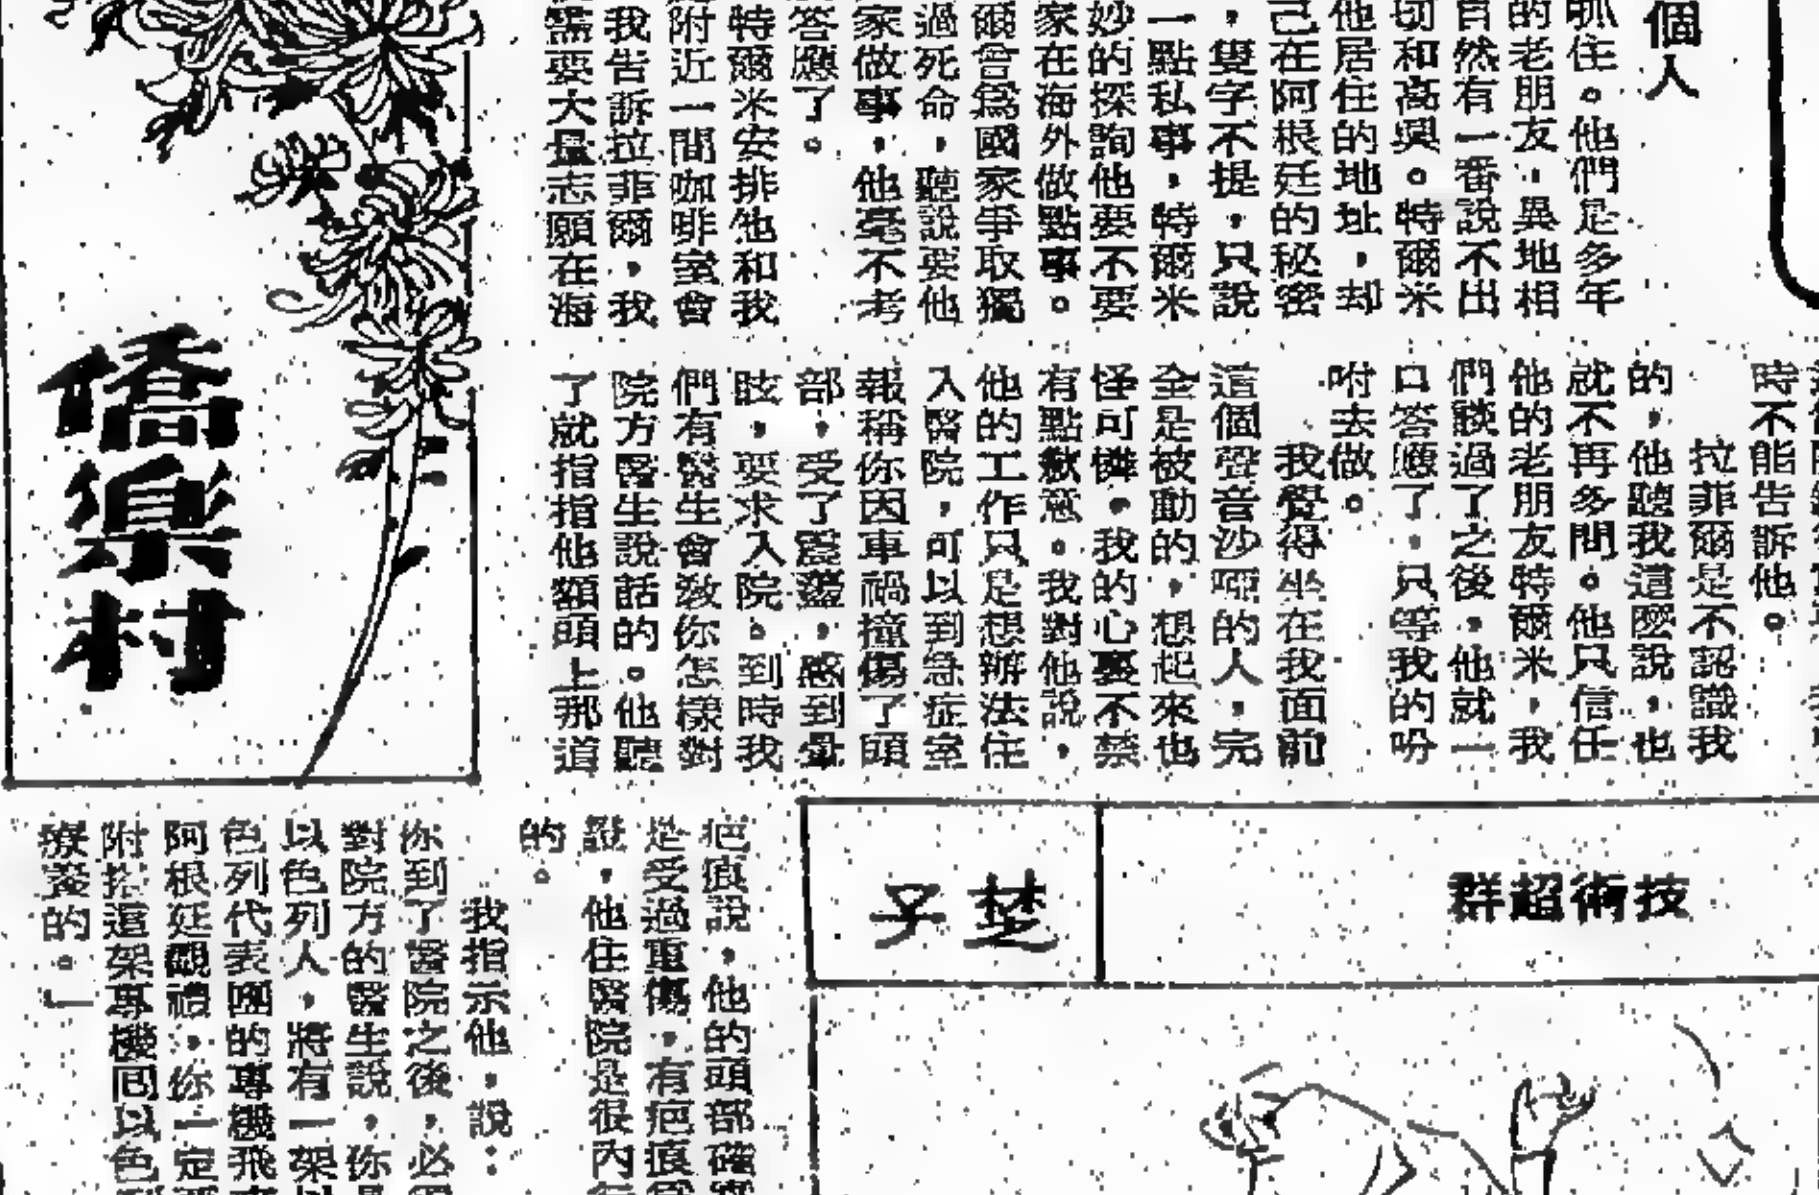 個人
抓住。他們是多年
的老朋友,異地相
自然有一番說不出
切和高興。特爾米
他居住的地址,却
己在阿根廷的秘密
,隻字不提,只說
一點私事,特爾米
妙的探詢他要不要
家在海外做點事。
爾曾爲國家爭取獨
過死命,聽說要他
家做事,他毫不考
答應了。
特爾米安排他和我
附近一間咖啡室會
我告訴拉菲爾,我
需要大量志願在海
時不能告訴他。
拉菲爾是不認識我
的,他聽我這麼說,也
就不再多問。他只信任
他的老朋友特爾米,我
們談過了之後,他就一
口答應了,只等我的吩
咐去做。
我覺得坐在我面前
這個聲音沙啞的人,完
全是被動的,想起來也
怪可憐。我的心裏不禁
有點歉意。我對他說,
他的工作只是想辦法住
入醫院,可以到急症室
報稱你因車禍撞傷了頭
部,受了震盪,感到暈
眩,要求入院。到時我
們有醫生會敎你怎樣對
院方醫生說話的。他聽
了就指指他額頭上那道
疤痕說,他的頭部確實
是受過重傷,有疤痕爲
證,他住醫院是很內行
的。
我指示他,說:
你到了醫院之後,必
對院方的醫生說,你是
以色列人,將有一架以
色列代表團的專機飛
阿根廷觀禮,你一定要
附搭這架專機回以色列
療養的。」
僑樂村
技術超群
楚子